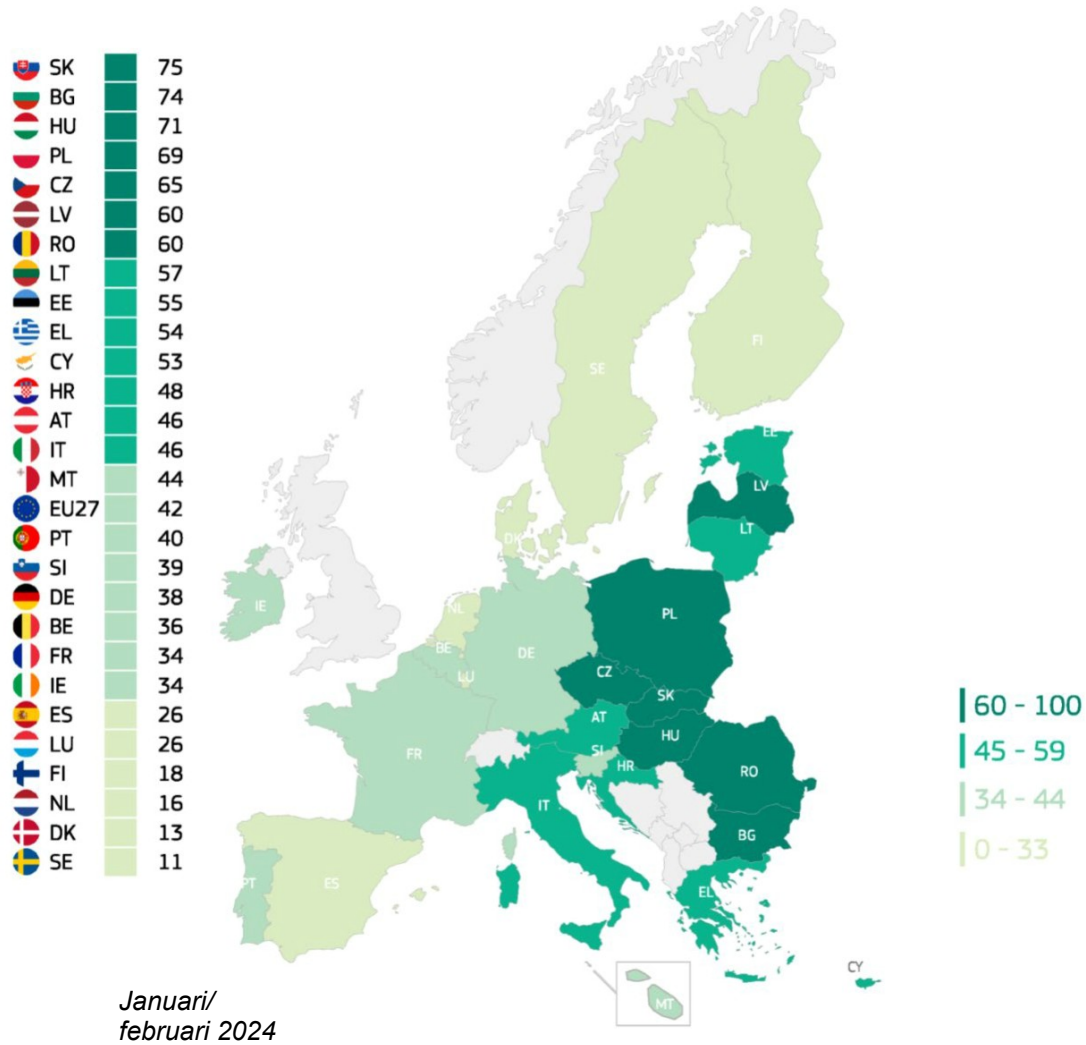 SK 75
BG 74
HU 71
PL 69
CZ 65
LV 60
RO 60
LT 57
EE 55
EL 54
CY 53
HR 48
AT 46
IT 46
MT 44
EU27 42
PT 40
SI 39
DE 38
BE 36
FR 34
IE 34
ES 26
LU 26
FI 18
NL 16
DK 13
SE 11
FI
SE
EE
LV
LT
DK
IE
NL
PL
BE
DE
LU
CZ
SK
AT
HU
SI
FR
HR
RO
IT
BG
PT
ES
EL
CY
MT
60 - 100
45 - 59
34 - 44
0 - 33
Januari/
februari 2024